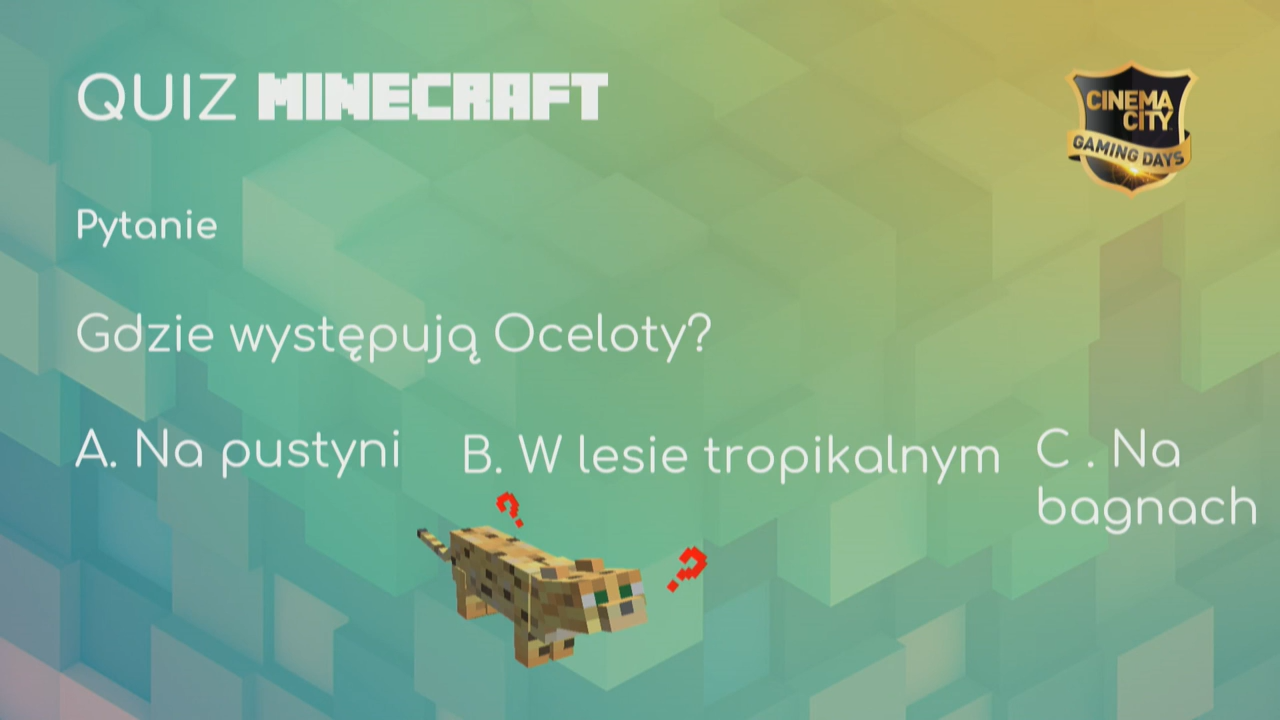 QUIZ MINECRAFT
CINEMA
CITY
GAMING DAYS
Pytanie
Gdzie występują Oceloty?
A. Na pustyni
B. W lesie tropikalnym
C . Na
bagnach
?
?